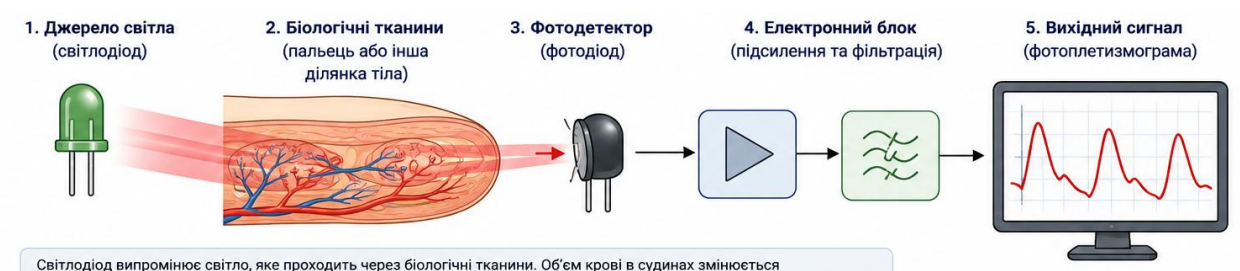 1. Джерело світла
(світлодіод)
2. Біологічні тканини
(палець або інша
ділянка тіла)
3. Фотодетектор
(фотодіод)
4. Електронний блок
(підсилення та фільтрація)
5. Вихідний сигнал
(фотоплетизмограма)
Світлодіод випромінює світло, яке проходить через біологічні тканини. Об'єм крові в судинах змінюється